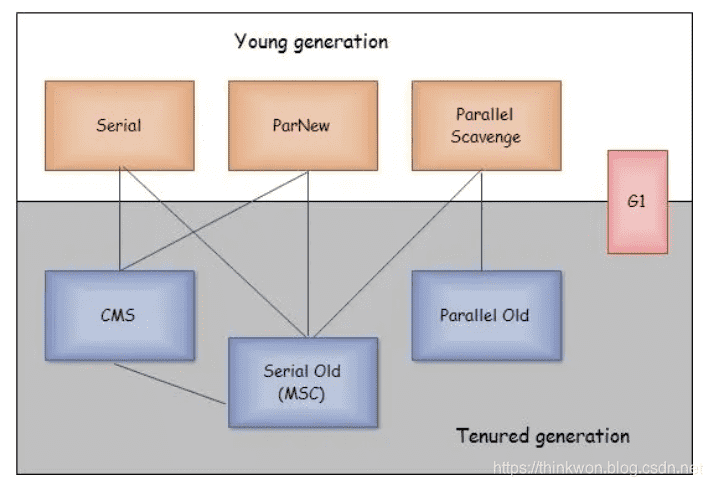 Young generation
Serial
ParNew
Parallel
Scavenge
G1
CMS
Serial Old
(MSC)
Parallel Old
Tenured generation
https://thinkwon.blog.csdn.net